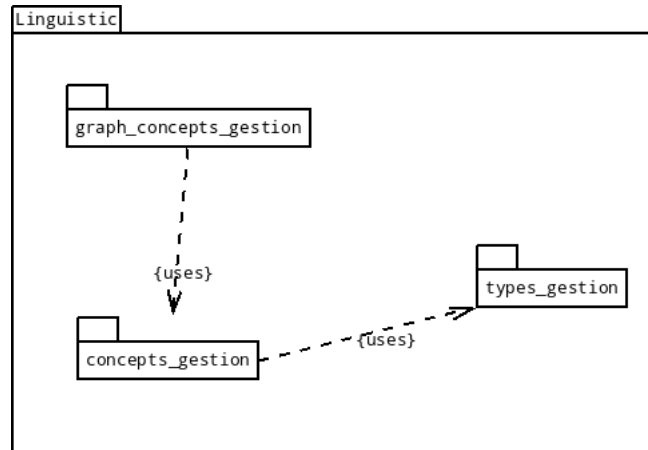 Linguistic
graph_concepts_gestion
{uses}
types_gestion
{uses}
concepts_gestion